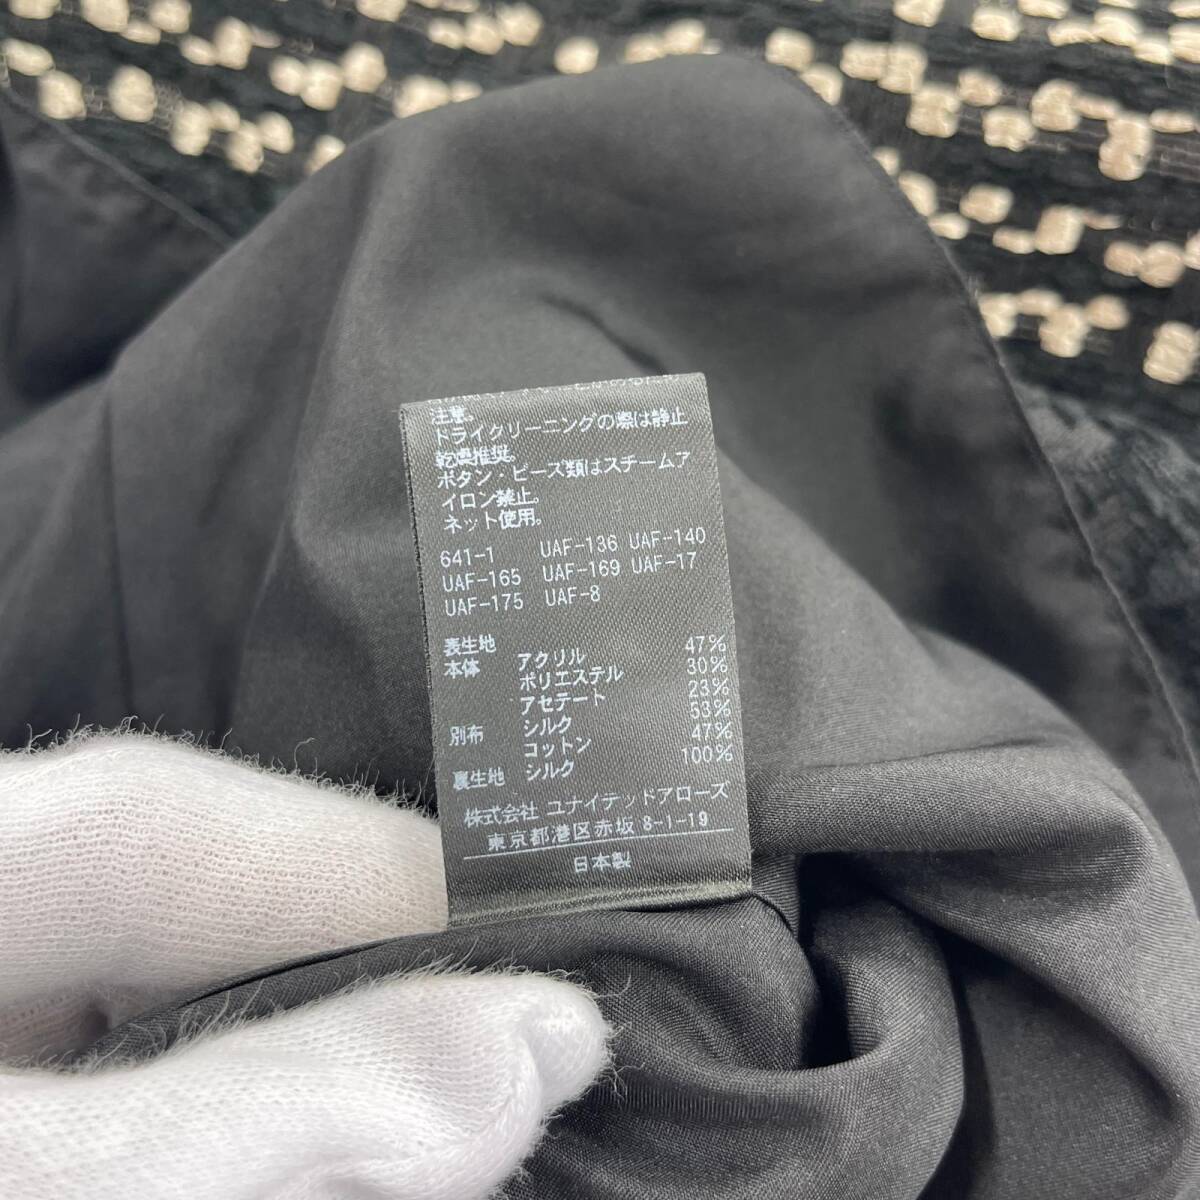 注意。
ドライクリーニングの際は静止
乾燥推奨。
ボタン・ビーズ類はスチームア
イロン禁止。
ネット使用。
641-1 UAF-136 UAF-140
UAF-165 UAF-169 UAF-17
UAF-175 UAF-8
表生地
本体 アクリル 47%
ポリエステル 30%
アセテート 23%
別布 シルク 53%
コットン 47%
裏生地 シルク 100%
株式会社 ユナイテッドアローズ
東京都港区赤坂 8-1-19
日本製